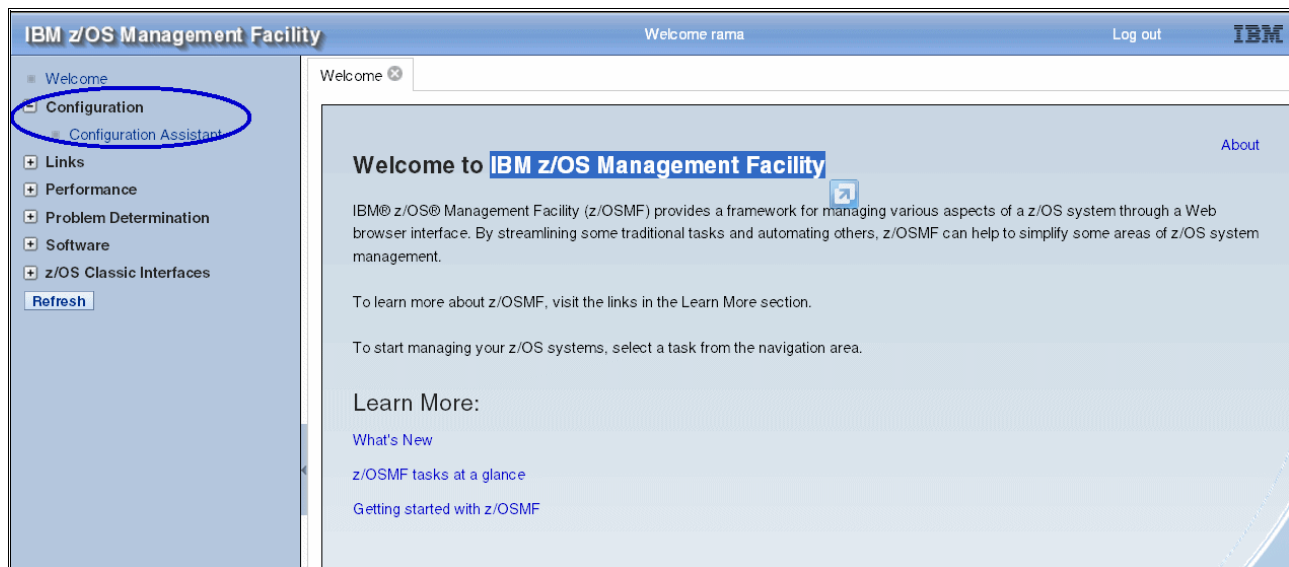 IBM z/OS Management Facility
Welcome rama
Log out
IBM
Welcome
Configuration
Configuration Assistant
Links
Performance
Problem Determination
Software
z/OS Classic Interfaces
Refresh
Welcome
About
Welcome to IBM z/OS Management Facility
IBM® z/OS® Management Facility (z/OSMF) provides a framework for managing various aspects of a z/OS system through a Web
browser interface. By streamlining some traditional tasks and automating others, z/OSMF can help to simplify some areas of z/OS system
management.
To learn more about z/OSMF, visit the links in the Learn More section.
To start managing your z/OS systems, select a task from the navigation area.
Learn More:
What's New
z/OSMF tasks at a glance
Getting started with z/OSMF